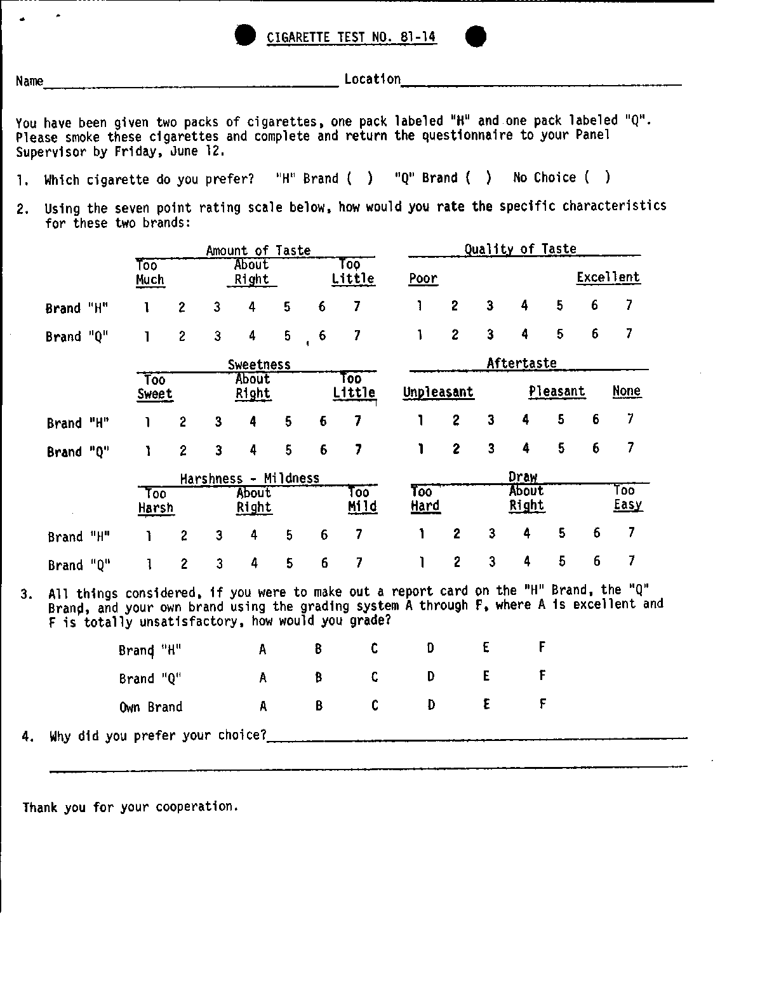 CIGARETTE TEST NO. 81-14
Name Location
You have been given two packs of cigarettes, one pack labeled "H" and one pack labeled "Q".
Please smoke these cigarettes and complete and return the questionnaire to your Panel
Supervisor by Friday, June 12.
1. Which cigarette do you prefer? "H" Brand ( ) "Q" Brand ( ) No Choice ( )
2. Using the seven point rating scale below, how would you rate the specific characteristics
for these two brands:
Amount of Taste Quality of Taste
Too About Too
Much Right Little Poor Excellent
Brand "H" 1 2 3 4 5 6 7 1 2 3 4 5 6 7
Brand "Q" 1 2 3 4 5 6 7 1 2 3 4 5 6 7
Sweetness Aftertaste
Too About Too
Sweet Right Little Unpleasant Pleasant None
Brand "H" 1 2 3 4 5 6 7 1 2 3 4 5 6 7
Brand "Q" 1 2 3 4 5 6 7 1 2 3 4 5 6 7
Harshness - Mildness Draw
Too About Too Too About Too
Harsh Right Mild Hard Right Easy
Brand "H" 1 2 3 4 5 6 7 1 2 3 4 5 6 7
Brand "Q" 1 2 3 4 5 6 7 1 2 3 4 5 6 7
3. All things considered, if you were to make out a report card on the "H" Brand, the "Q"
Brand, and your own brand using the grading system A through F, where A is excellent and
F is totally unsatisfactory, how would you grade?
Brand "H" A B C D E F
Brand "Q" A B C D E F
Own Brand A B C D E F
4. Why did you prefer your choice?
Thank you for your cooperation.